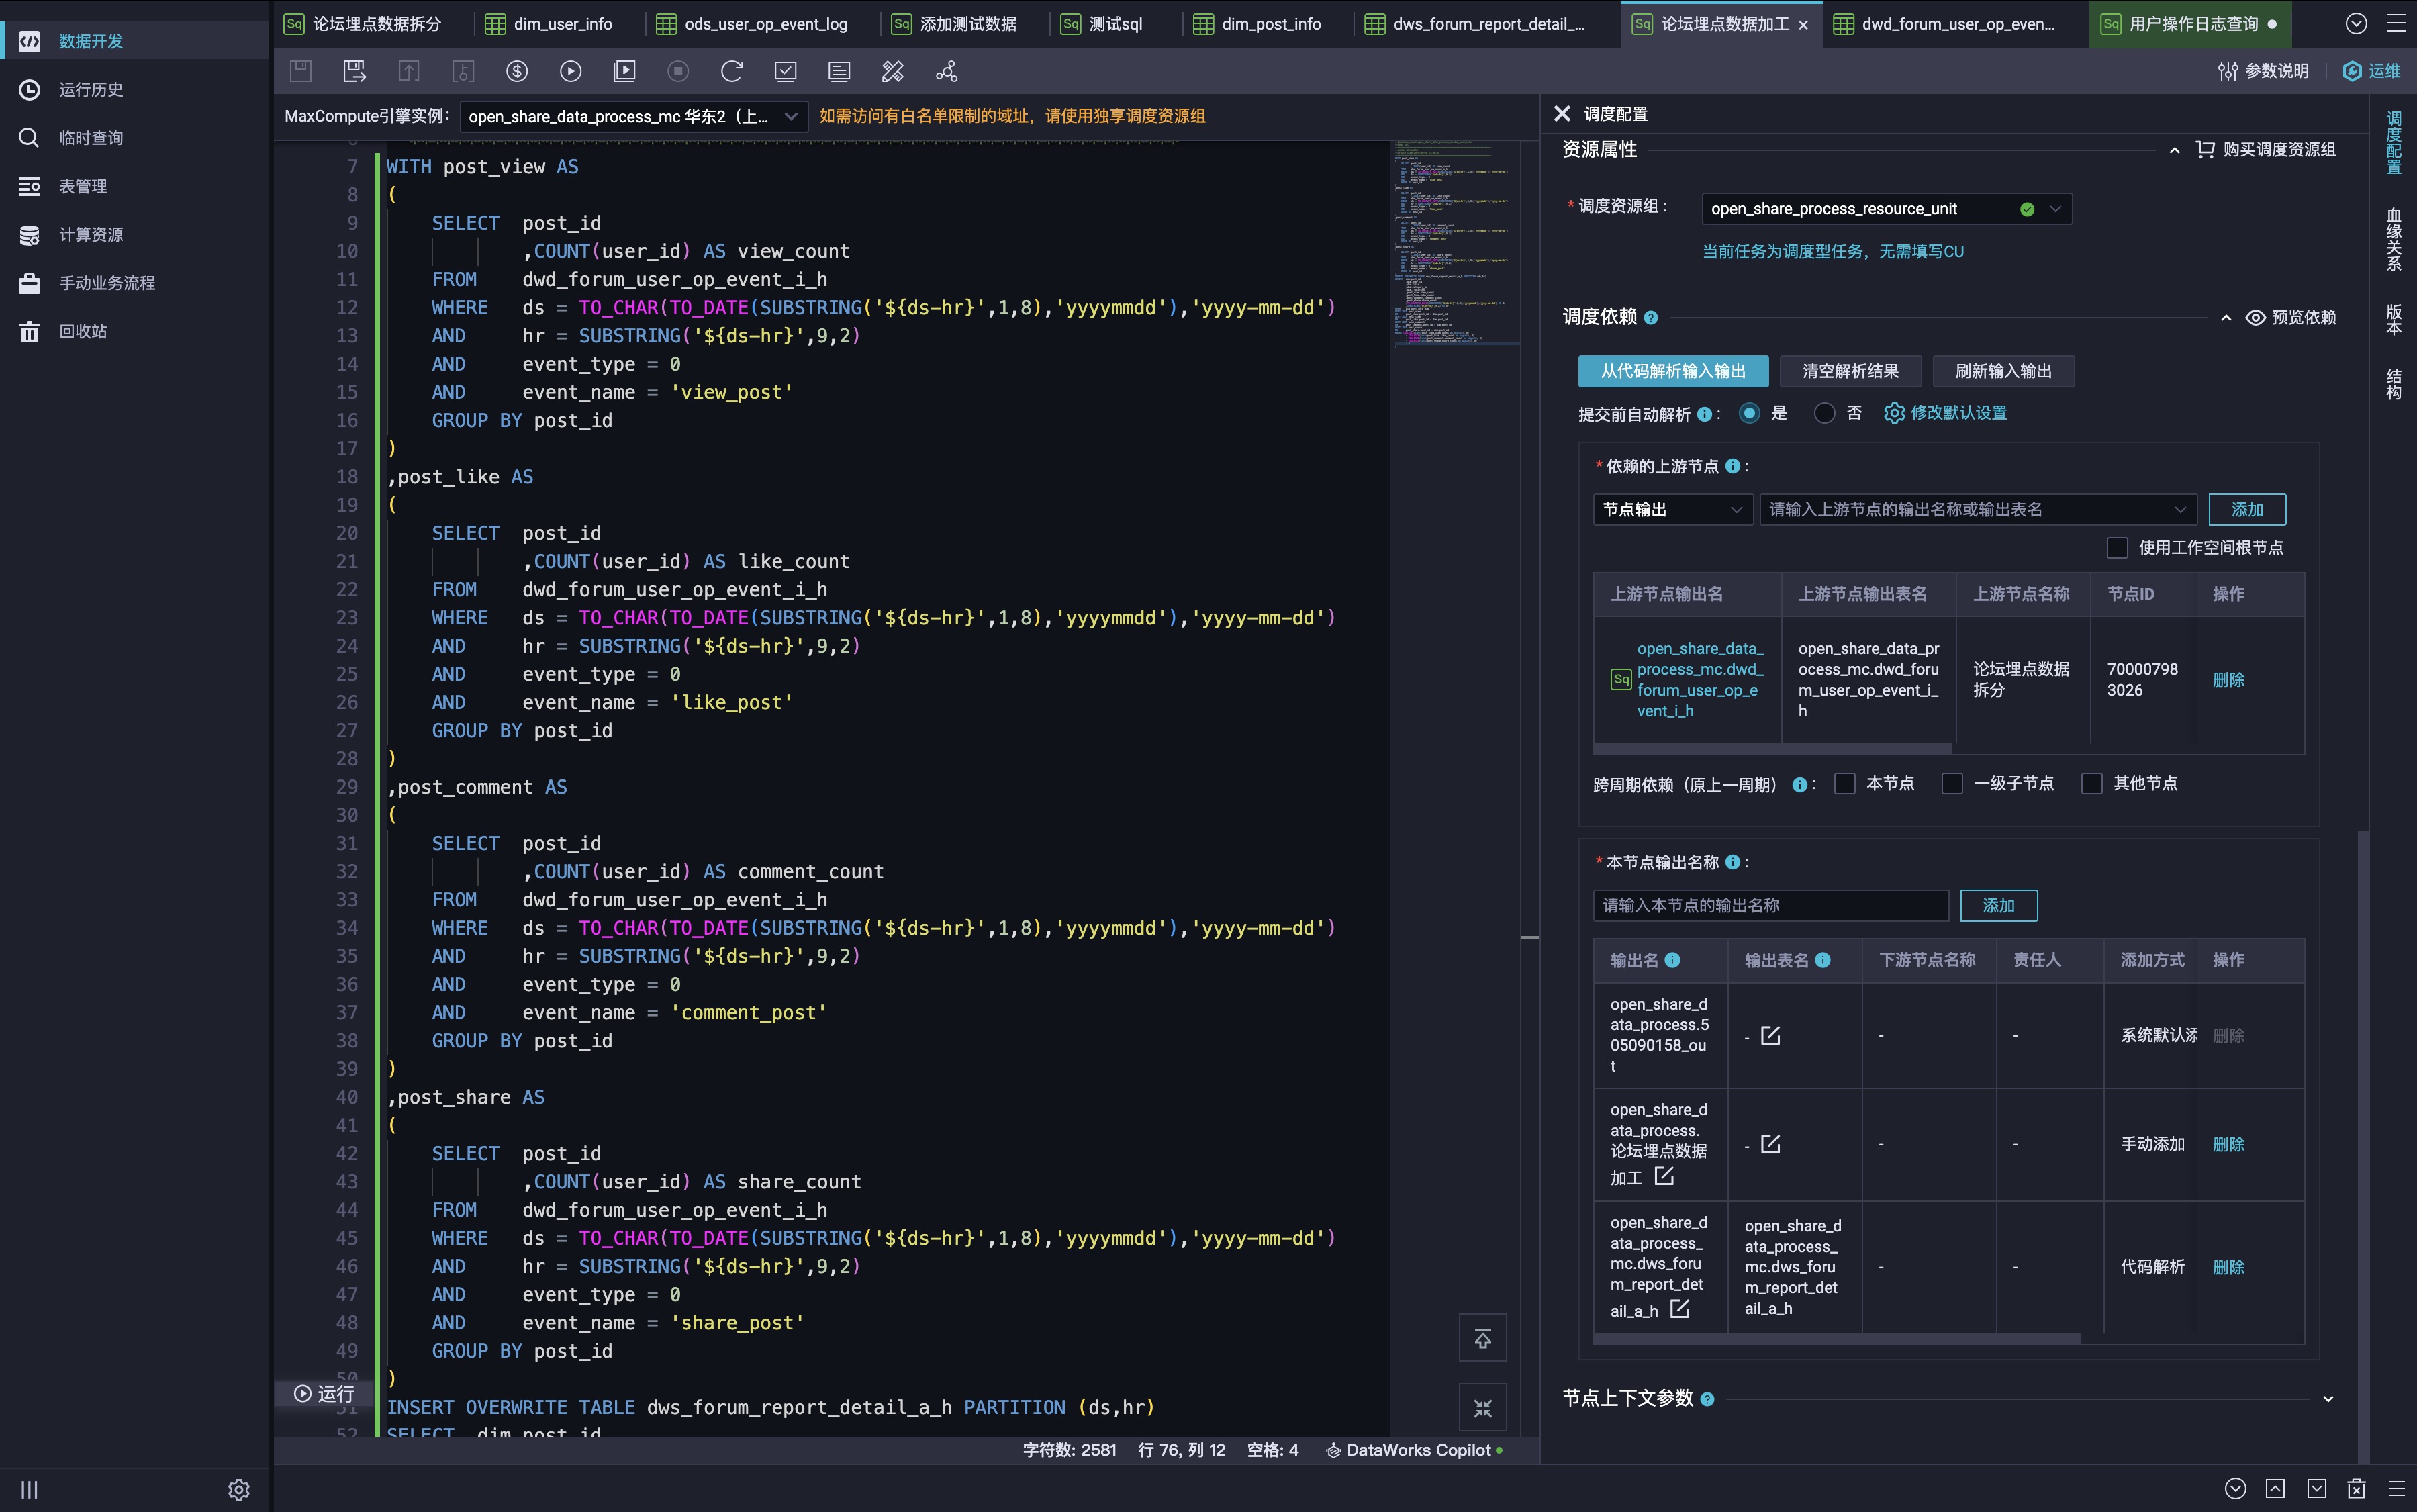 数据开发
运行历史
临时查询
表管理
计算资源
手动业务流程
回收站
Sq 论坛埋点数据拆分
dim_user_info
ods_user_op_event_log
Sq 添加测试数据
Sq 测试sql
dim_post_info
dws_forum_report_detail_...
Sq 论坛埋点数据加工
dwd_forum_user_op_even...
Sq 用户操作日志查询
参数说明
运维
MaxCompute引擎实例：
open_share_data_process_mc 华东2（上...
如需访问有白名单限制的域址，请使用独享调度资源组
7 WITH post_view AS
8 (
9 SELECT post_id
10 ,COUNT(user_id) AS view_count
11 FROM dwd_forum_user_op_event_i_h
12 WHERE ds = TO_CHAR(TO_DATE(SUBSTRING('${ds-hr}',1,8),'yyyymmdd'),'yyyy-mm-dd')
13 AND hr = SUBSTRING('${ds-hr}',9,2)
14 AND event_type = 0
15 AND event_name = 'view_post'
16 GROUP BY post_id
17 )
18 ,post_like AS
19 (
20 SELECT post_id
21 ,COUNT(user_id) AS like_count
22 FROM dwd_forum_user_op_event_i_h
23 WHERE ds = TO_CHAR(TO_DATE(SUBSTRING('${ds-hr}',1,8),'yyyymmdd'),'yyyy-mm-dd')
24 AND hr = SUBSTRING('${ds-hr}',9,2)
25 AND event_type = 0
26 AND event_name = 'like_post'
27 GROUP BY post_id
28 )
29 ,post_comment AS
30 (
31 SELECT post_id
32 ,COUNT(user_id) AS comment_count
33 FROM dwd_forum_user_op_event_i_h
34 WHERE ds = TO_CHAR(TO_DATE(SUBSTRING('${ds-hr}',1,8),'yyyymmdd'),'yyyy-mm-dd')
35 AND hr = SUBSTRING('${ds-hr}',9,2)
36 AND event_type = 0
37 AND event_name = 'comment_post'
38 GROUP BY post_id
39 )
40 ,post_share AS
41 (
42 SELECT post_id
43 ,COUNT(user_id) AS share_count
44 FROM dwd_forum_user_op_event_i_h
45 WHERE ds = TO_CHAR(TO_DATE(SUBSTRING('${ds-hr}',1,8),'yyyymmdd'),'yyyy-mm-dd')
46 AND hr = SUBSTRING('${ds-hr}',9,2)
47 AND event_type = 0
48 AND event_name = 'share_post'
49 GROUP BY post_id
50 )
运行
51 INSERT OVERWRITE TABLE dws_forum_report_detail_a_h PARTITION (ds,hr)
52 SELECT dim.post_id
字符数: 2581 行 76, 列 12 空格: 4 DataWorks Copilot
调度配置
资源属性
购买调度资源组
* 调度资源组：
open_share_process_resource_unit
当前任务为调度型任务，无需填写CU
调度依赖
预览依赖
从代码解析输入输出 清空解析结果 刷新输入输出
提交前自动解析 ： 是 否 修改默认设置
* 依赖的上游节点 ：
节点输出 请输入上游节点的输出名称或输出表名 添加
使用工作空间根节点
上游节点输出名 上游节点输出表名 上游节点名称 节点ID 操作
Sq open_share_data_process_mc.dwd_forum_user_op_event_i_h open_share_data_process_mc.dwd_forum_user_op_event_i_h 论坛埋点数据拆分 700007983026 删除
跨周期依赖（原上一周期） ： 本节点 一级子节点 其他节点
* 本节点输出名称 ：
请输入本节点的输出名称 添加
输出名 输出表名 下游节点名称 责任人 添加方式 操作
open_share_data_process.505090158_out - - - 系统默认添 删除
open_share_data_process.论坛埋点数据加工 - - - 手动添加 删除
open_share_data_process_mc.dws_forum_report_detail_a_h open_share_data_process_mc.dws_forum_report_detail_a_h - - 代码解析 删除
节点上下文参数
调度配置
血缘关系
版本
结构